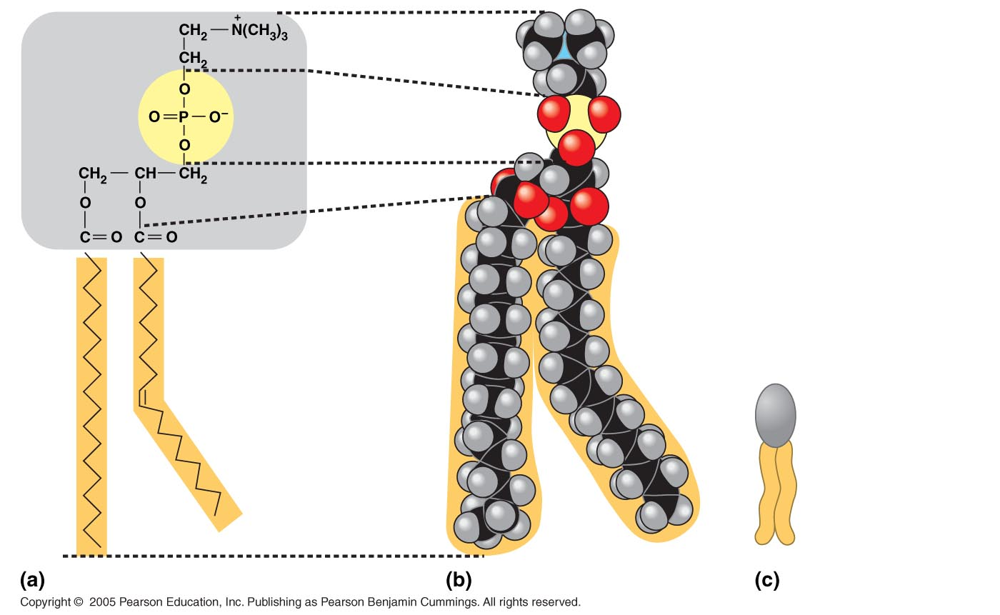 CH₂—N⁺(CH₃)₃
CH₂
O
O=P—O⁻
O
CH₂—CH—CH₂
O O
C=O C=O
(a) (b) (c)
Copyright © 2005 Pearson Education, Inc. Publishing as Pearson Benjamin Cummings. All rights reserved.